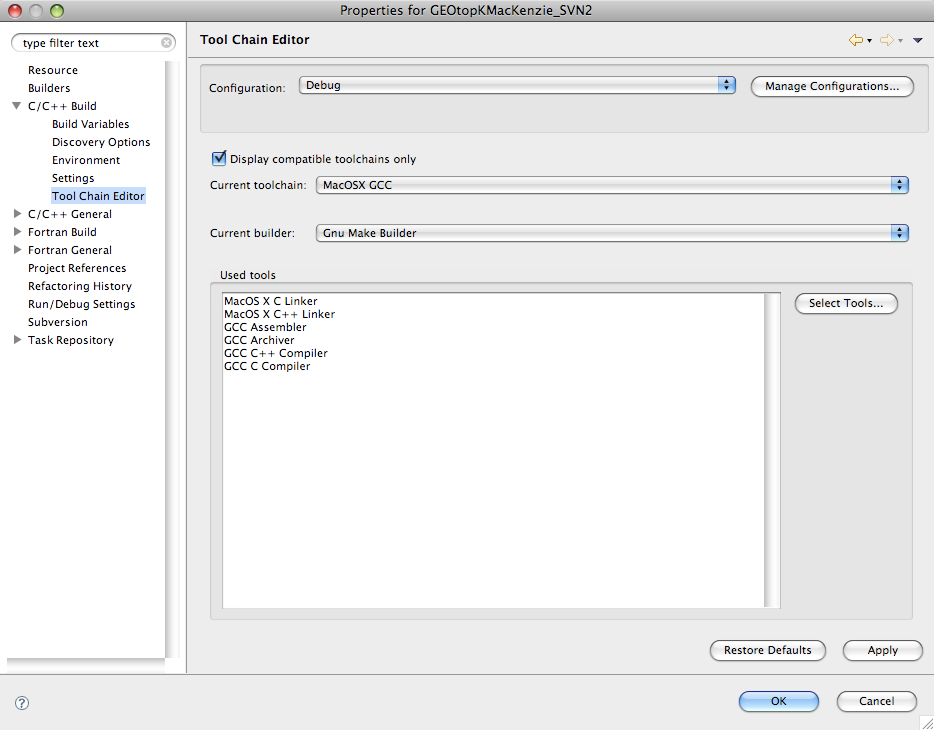 Properties for GEOtopKMacKenzie_SVN2
type filter text
Resource
Builders
C/C++ Build
Build Variables
Discovery Options
Environment
Settings
Tool Chain Editor
C/C++ General
Fortran Build
Fortran General
Project References
Refactoring History
Run/Debug Settings
Subversion
Task Repository
Tool Chain Editor
Configuration: Debug Manage Configurations...
Display compatible toolchains only
Current toolchain: MacOSX GCC
Current builder: Gnu Make Builder
Used tools
MacOS X C Linker
MacOS X C++ Linker
GCC Assembler
GCC Archiver
GCC C++ Compiler
GCC C Compiler
Select Tools...
Restore Defaults Apply
? OK Cancel